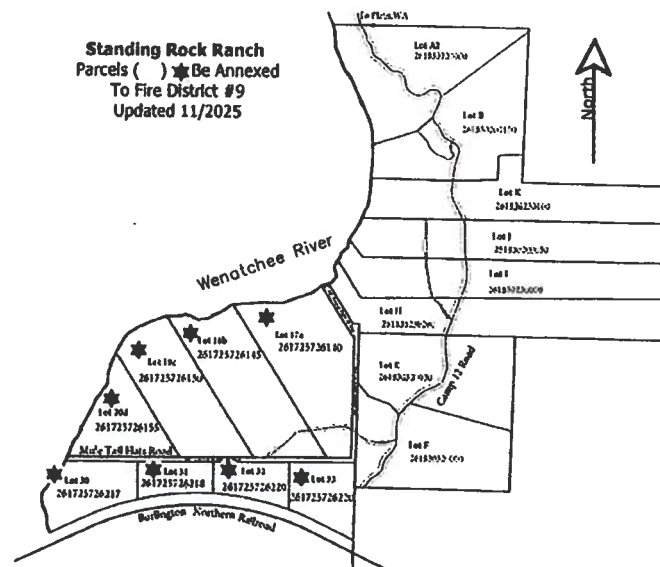 Standing Rock Ranch
Parcels ( ) Be Annexed
To Fire District #9
Updated 11/2025
North
Lot A2
Lot B
Lot K
Lot J
Lot I
Lot H
Lot E
Lot F
Camp 12 Road
Wenotchee River
Lot 17a
261725726140
Lot 18b
261725726145
Lot 19c
261725726150
Lot 20d
261725726155
Mule Tail Flats Road
Lot 30
261725726217
Lot 31
261725726218
Lot 32
261725726220
Lot 33
261725726220
Burlington Northern Railroad